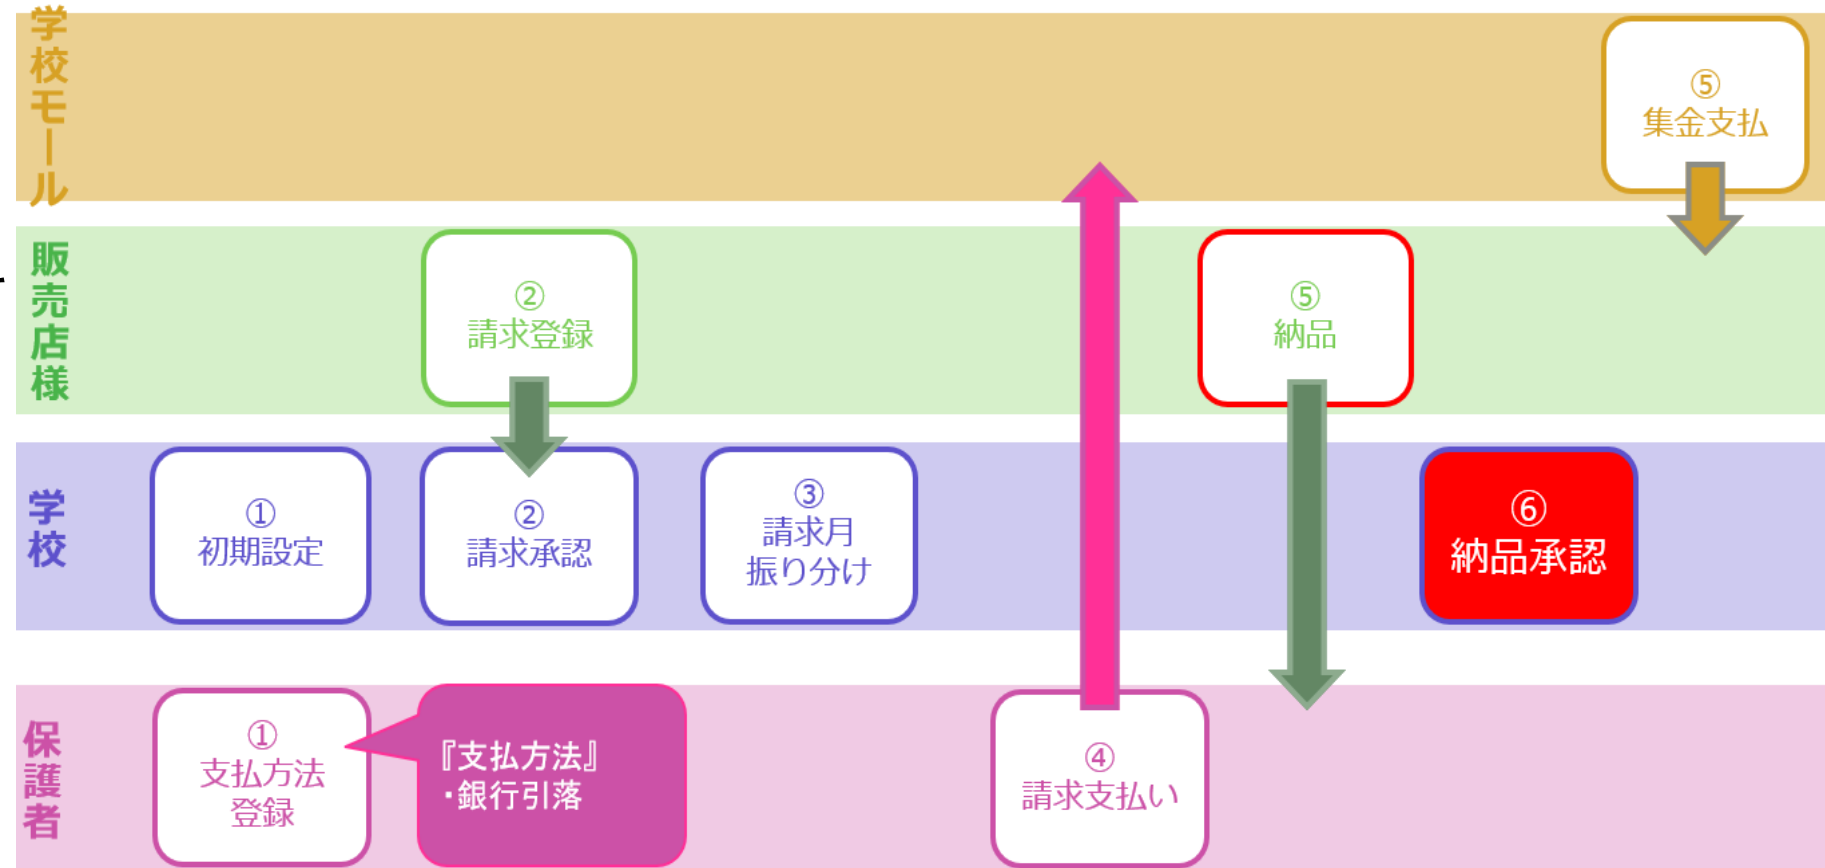 学校モール
⑤
集金支払
販売店様
②
請求登録
⑤
納品
学校
①
初期設定
②
請求承認
③
請求月
振り分け
⑥
納品承認
保護者
①
支払方法
登録
『支払方法』
・銀行引落
④
請求支払い